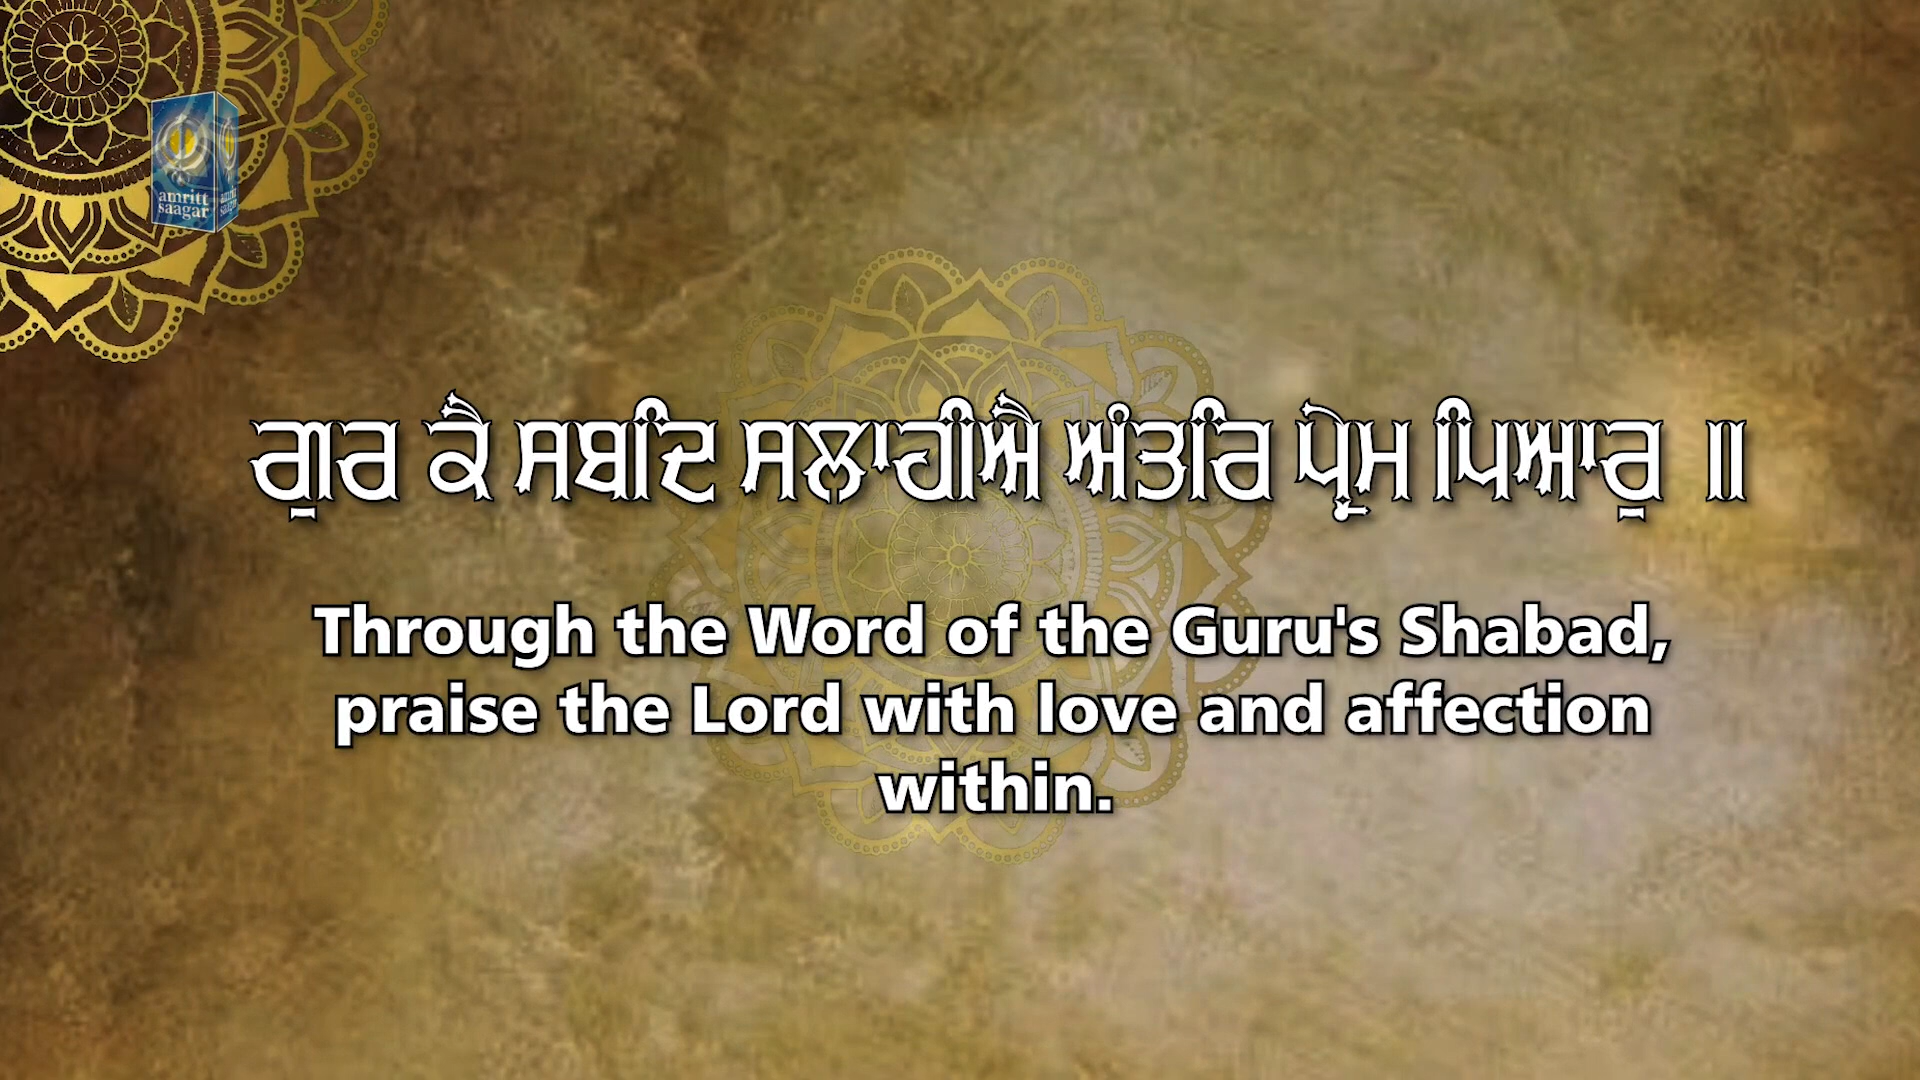 amritt
saagar
ਗੁਰ ਕੈ ਸਬਦਿ ਸਲਾਹੀਐ ਅੰਤਰਿ ਪ੍ਰੇਮ ਪਿਆਰੁ ॥
Through the Word of the Guru's Shabad,
praise the Lord with love and affection
within.